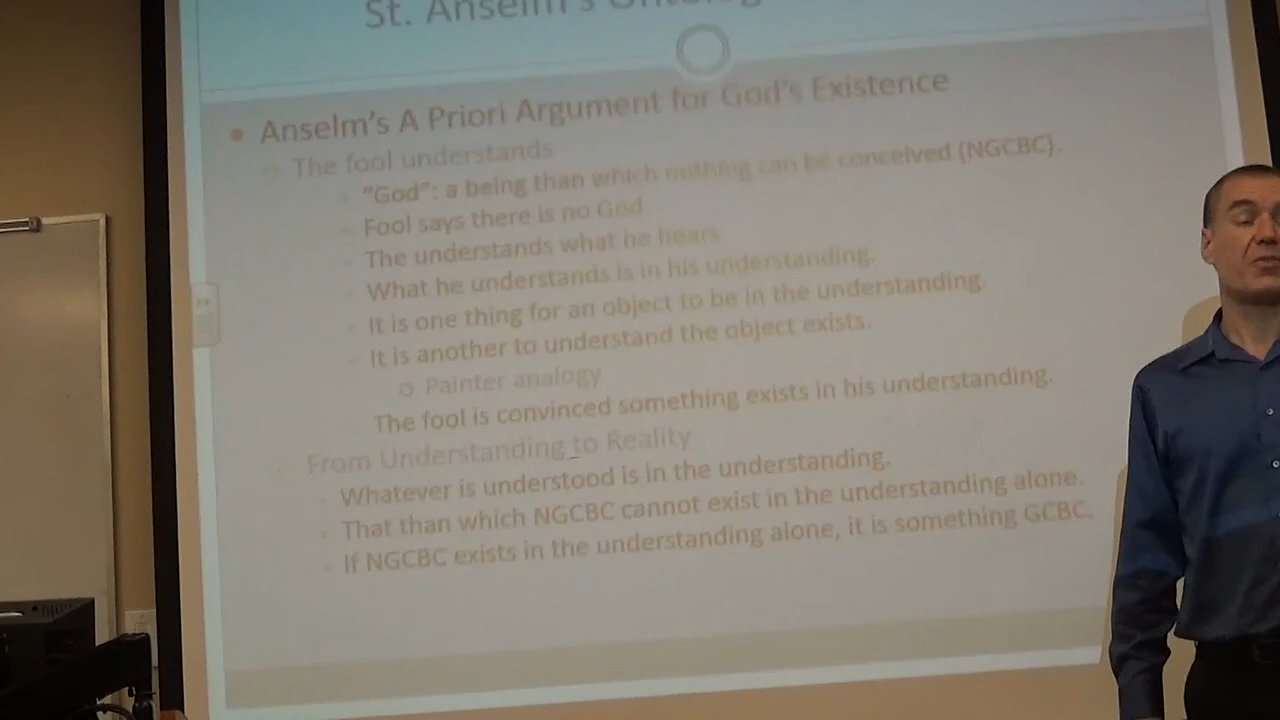 St. Anselm's Ontolog
Anselm's A Priori Argument for God's Existence
The fool understands
"God": a being than which nothing can be conceived (NGCBC).
Fool says there is no God.
The understands what he hears
What he understands is in his understanding.
It is one thing for an object to be in the understanding.
It is another to understand the object exists.
Painter analogy
The fool is convinced something exists in his understanding.
From Understanding to Reality
Whatever is understood is in the understanding.
That than which NGCBC cannot exist in the understanding alone.
If NGCBC exists in the understanding alone, it is something GCBC.